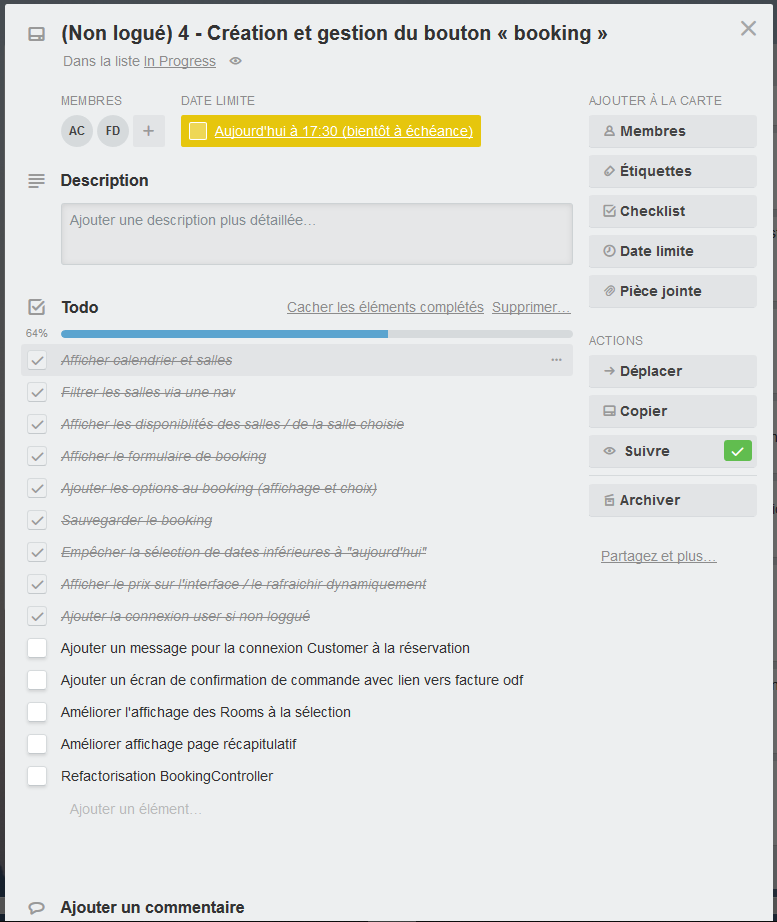 (Non logué) 4 - Création et gestion du bouton « booking »
Dans la liste In Progress
MEMBRES
DATE LIMITE
AC
FD
+
Aujourd'hui à 17:30 (bientôt à échéance)
Description
Ajouter une description plus détaillée…
Todo
Cacher les éléments complétés
Supprimer…
64%
Afficher calendrier et salles
Filtrer les salles via une nav
Afficher les disponiblités des salles / de la salle choisie
Afficher le formulaire de booking
Ajouter les options au booking (affichage et choix)
Sauvegarder le booking
Empêcher la sélection de dates inférieures à "aujourd'hui"
Afficher le prix sur l'interface / le rafraichir dynamiquement
Ajouter la connexion user si non loggué
Ajouter un message pour la connexion Customer à la réservation
Ajouter un écran de confirmation de commande avec lien vers facture odf
Améliorer l'affichage des Rooms à la sélection
Améliorer affichage page récapitulatif
Refactorisation BookingController
Ajouter un élément…
Ajouter un commentaire
AJOUTER À LA CARTE
Membres
Étiquettes
Checklist
Date limite
Pièce jointe
ACTIONS
Déplacer
Copier
Suivre
Archiver
Partagez et plus…